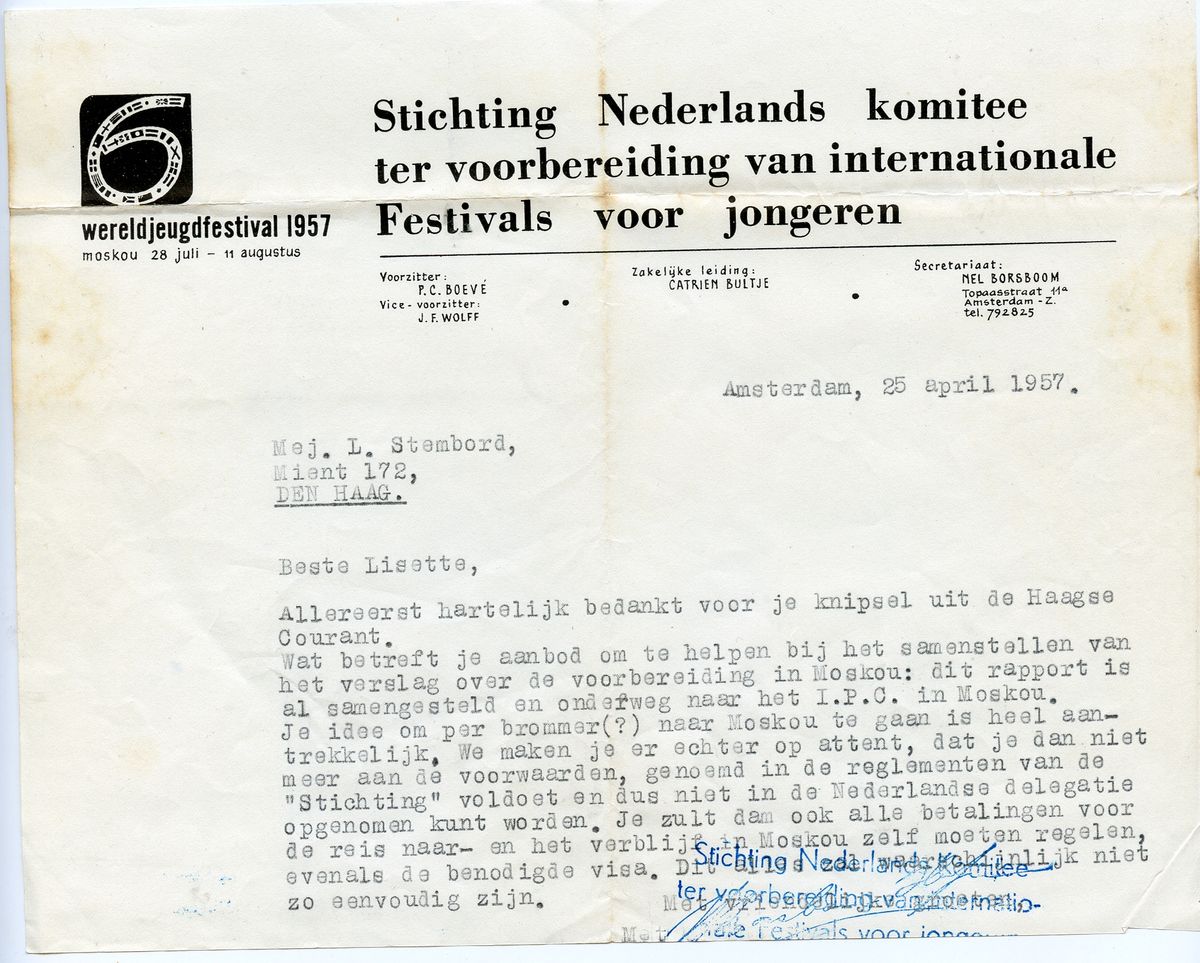 Stichting Nederlands komitee
ter voorbereiding van internationale
Festivals voor jongeren
wereldjeugdfestival 1957
moskou 28 juli - 11 augustus
Voorzitter:
P. C. BOEVÉ
Vice-voorzitter:
J. F. WOLFF
Zakelijke leiding:
CATRIEN BULTJE
Secretariaat:
NEL BORSBOOM
Topaasstraat 11a
Amsterdam - Z.
tel. 792825
Amsterdam, 25 april 1957.
Mej. L. Stembord,
Mient 172,
DEN HAAG.
Beste Lisette,
Allereerst hartelijk bedankt voor je knipsel uit de Haagse
Courant.
Wat betreft je aanbod om te helpen bij het samenstellen van
het verslag over de voorbereiding in Moskou: dit rapport is
al samengesteld en onderweg naar het I.P.C. in Moskou.
Je idee om per brommer(?) naar Moskou te gaan is heel aan-
trekkelijk. We maken je er echter op attent, dat je dan niet
meer aan de voorwaarden, genoemd in de reglementen van de
"Stichting" voldoet en dus niet in de Nederlandse delegatie
opgenomen kunt worden. Je zult dam ook alle betalingen voor
de reis naar- en het verblijf in Moskou zelf moeten regelen,
evenals de benodigde visa. Dit alles zal waarschijnlijk niet
zo eenvoudig zijn.
Met vriendelijke groeten,
Met
Stichting Nederlands Komitee
ter voorbereiding van internatio-
nale Festivals voor jongeren